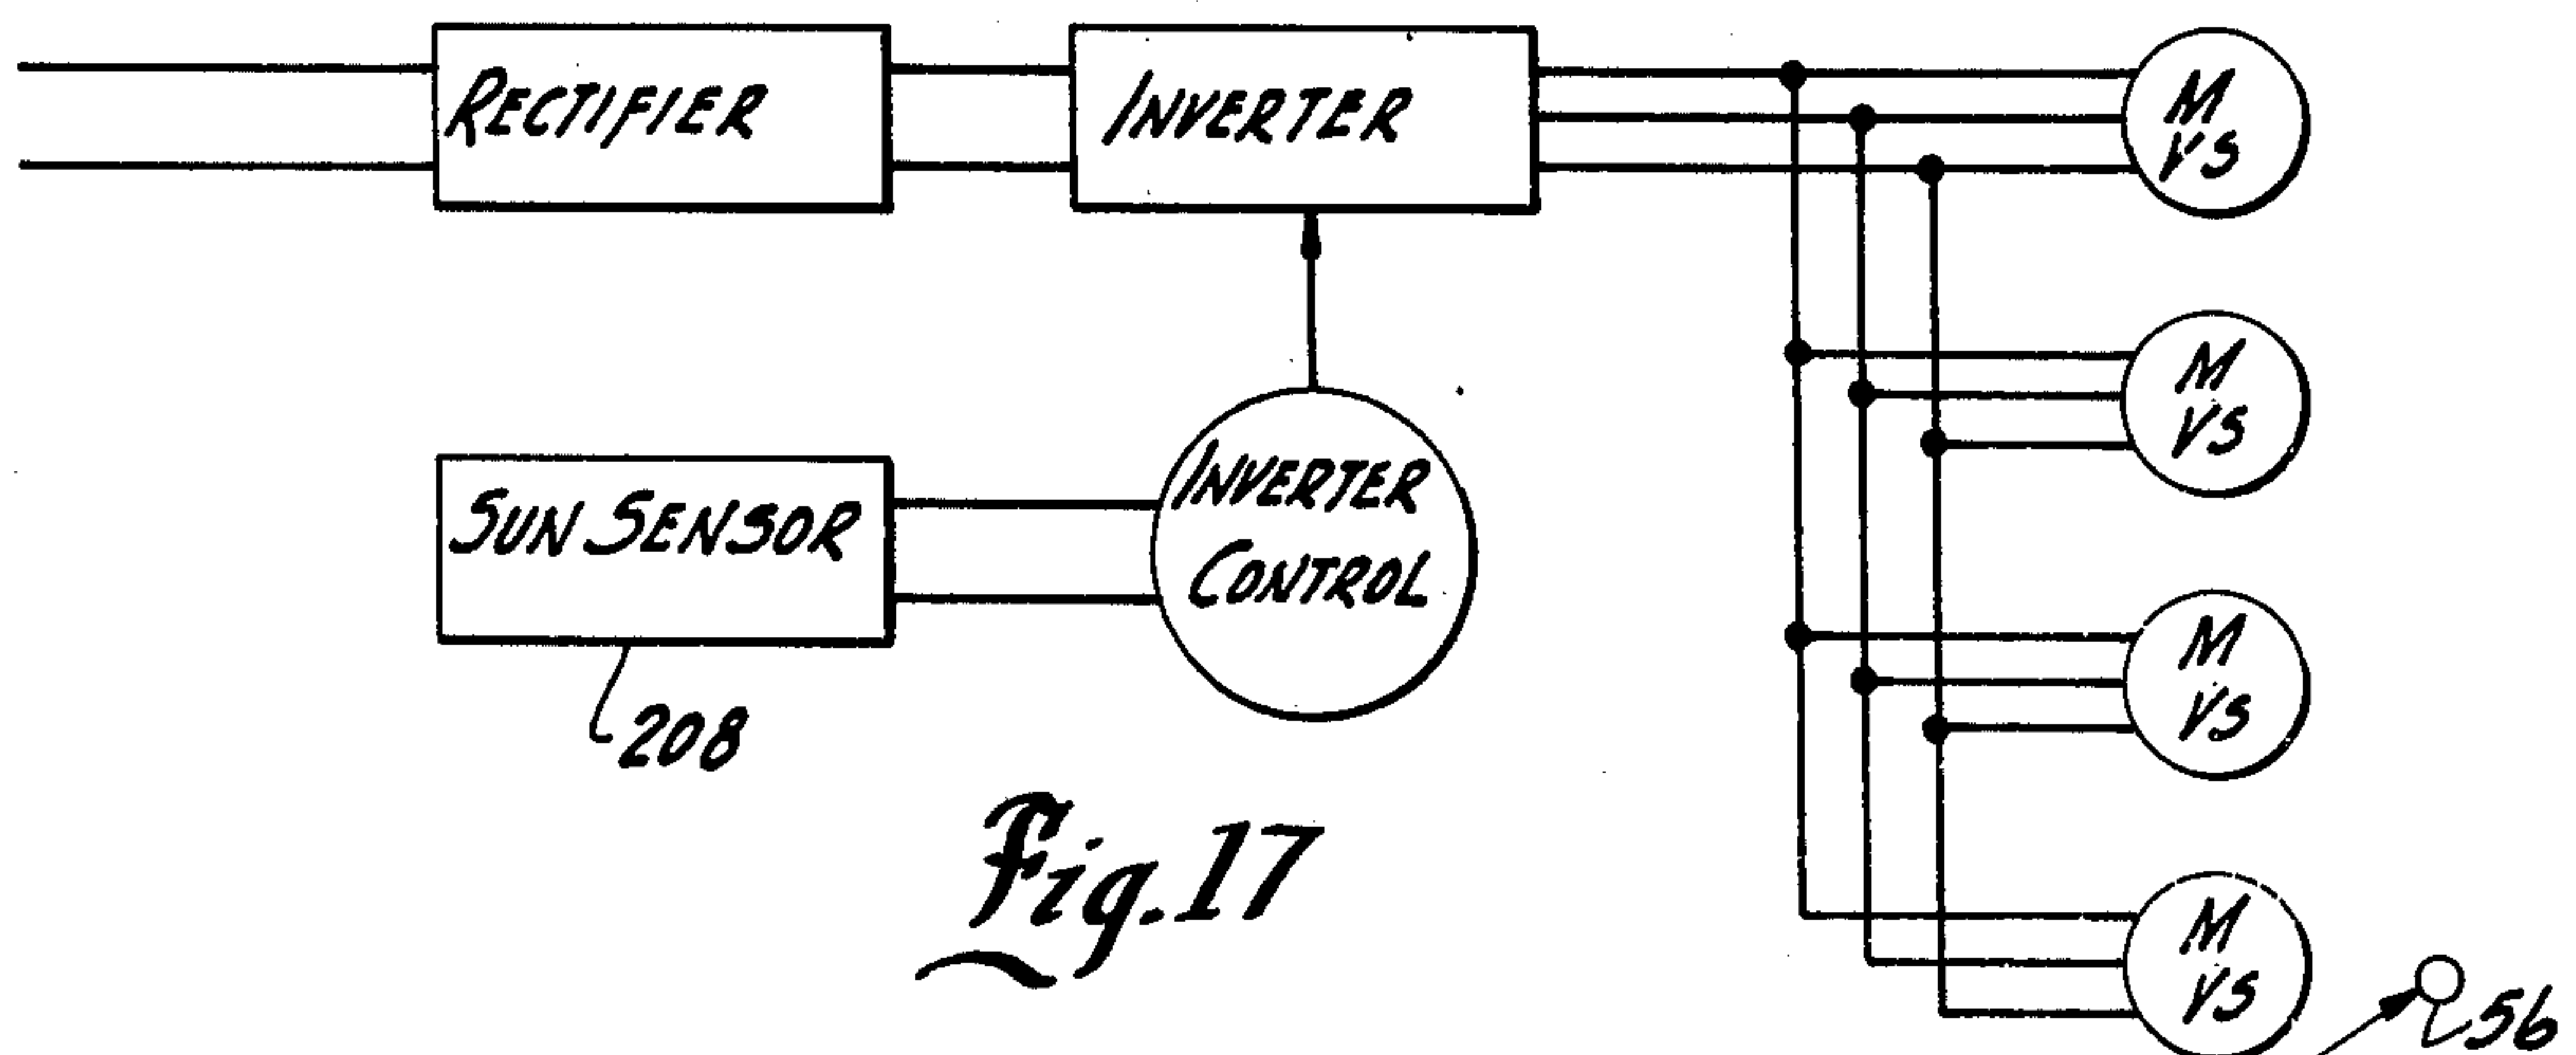 RECTIFIER
INVERTER
M
VS
M
VS
SUN SENSOR
INVERTER
CONTROL
208
M
VS
Fig. 17
M
VS
56